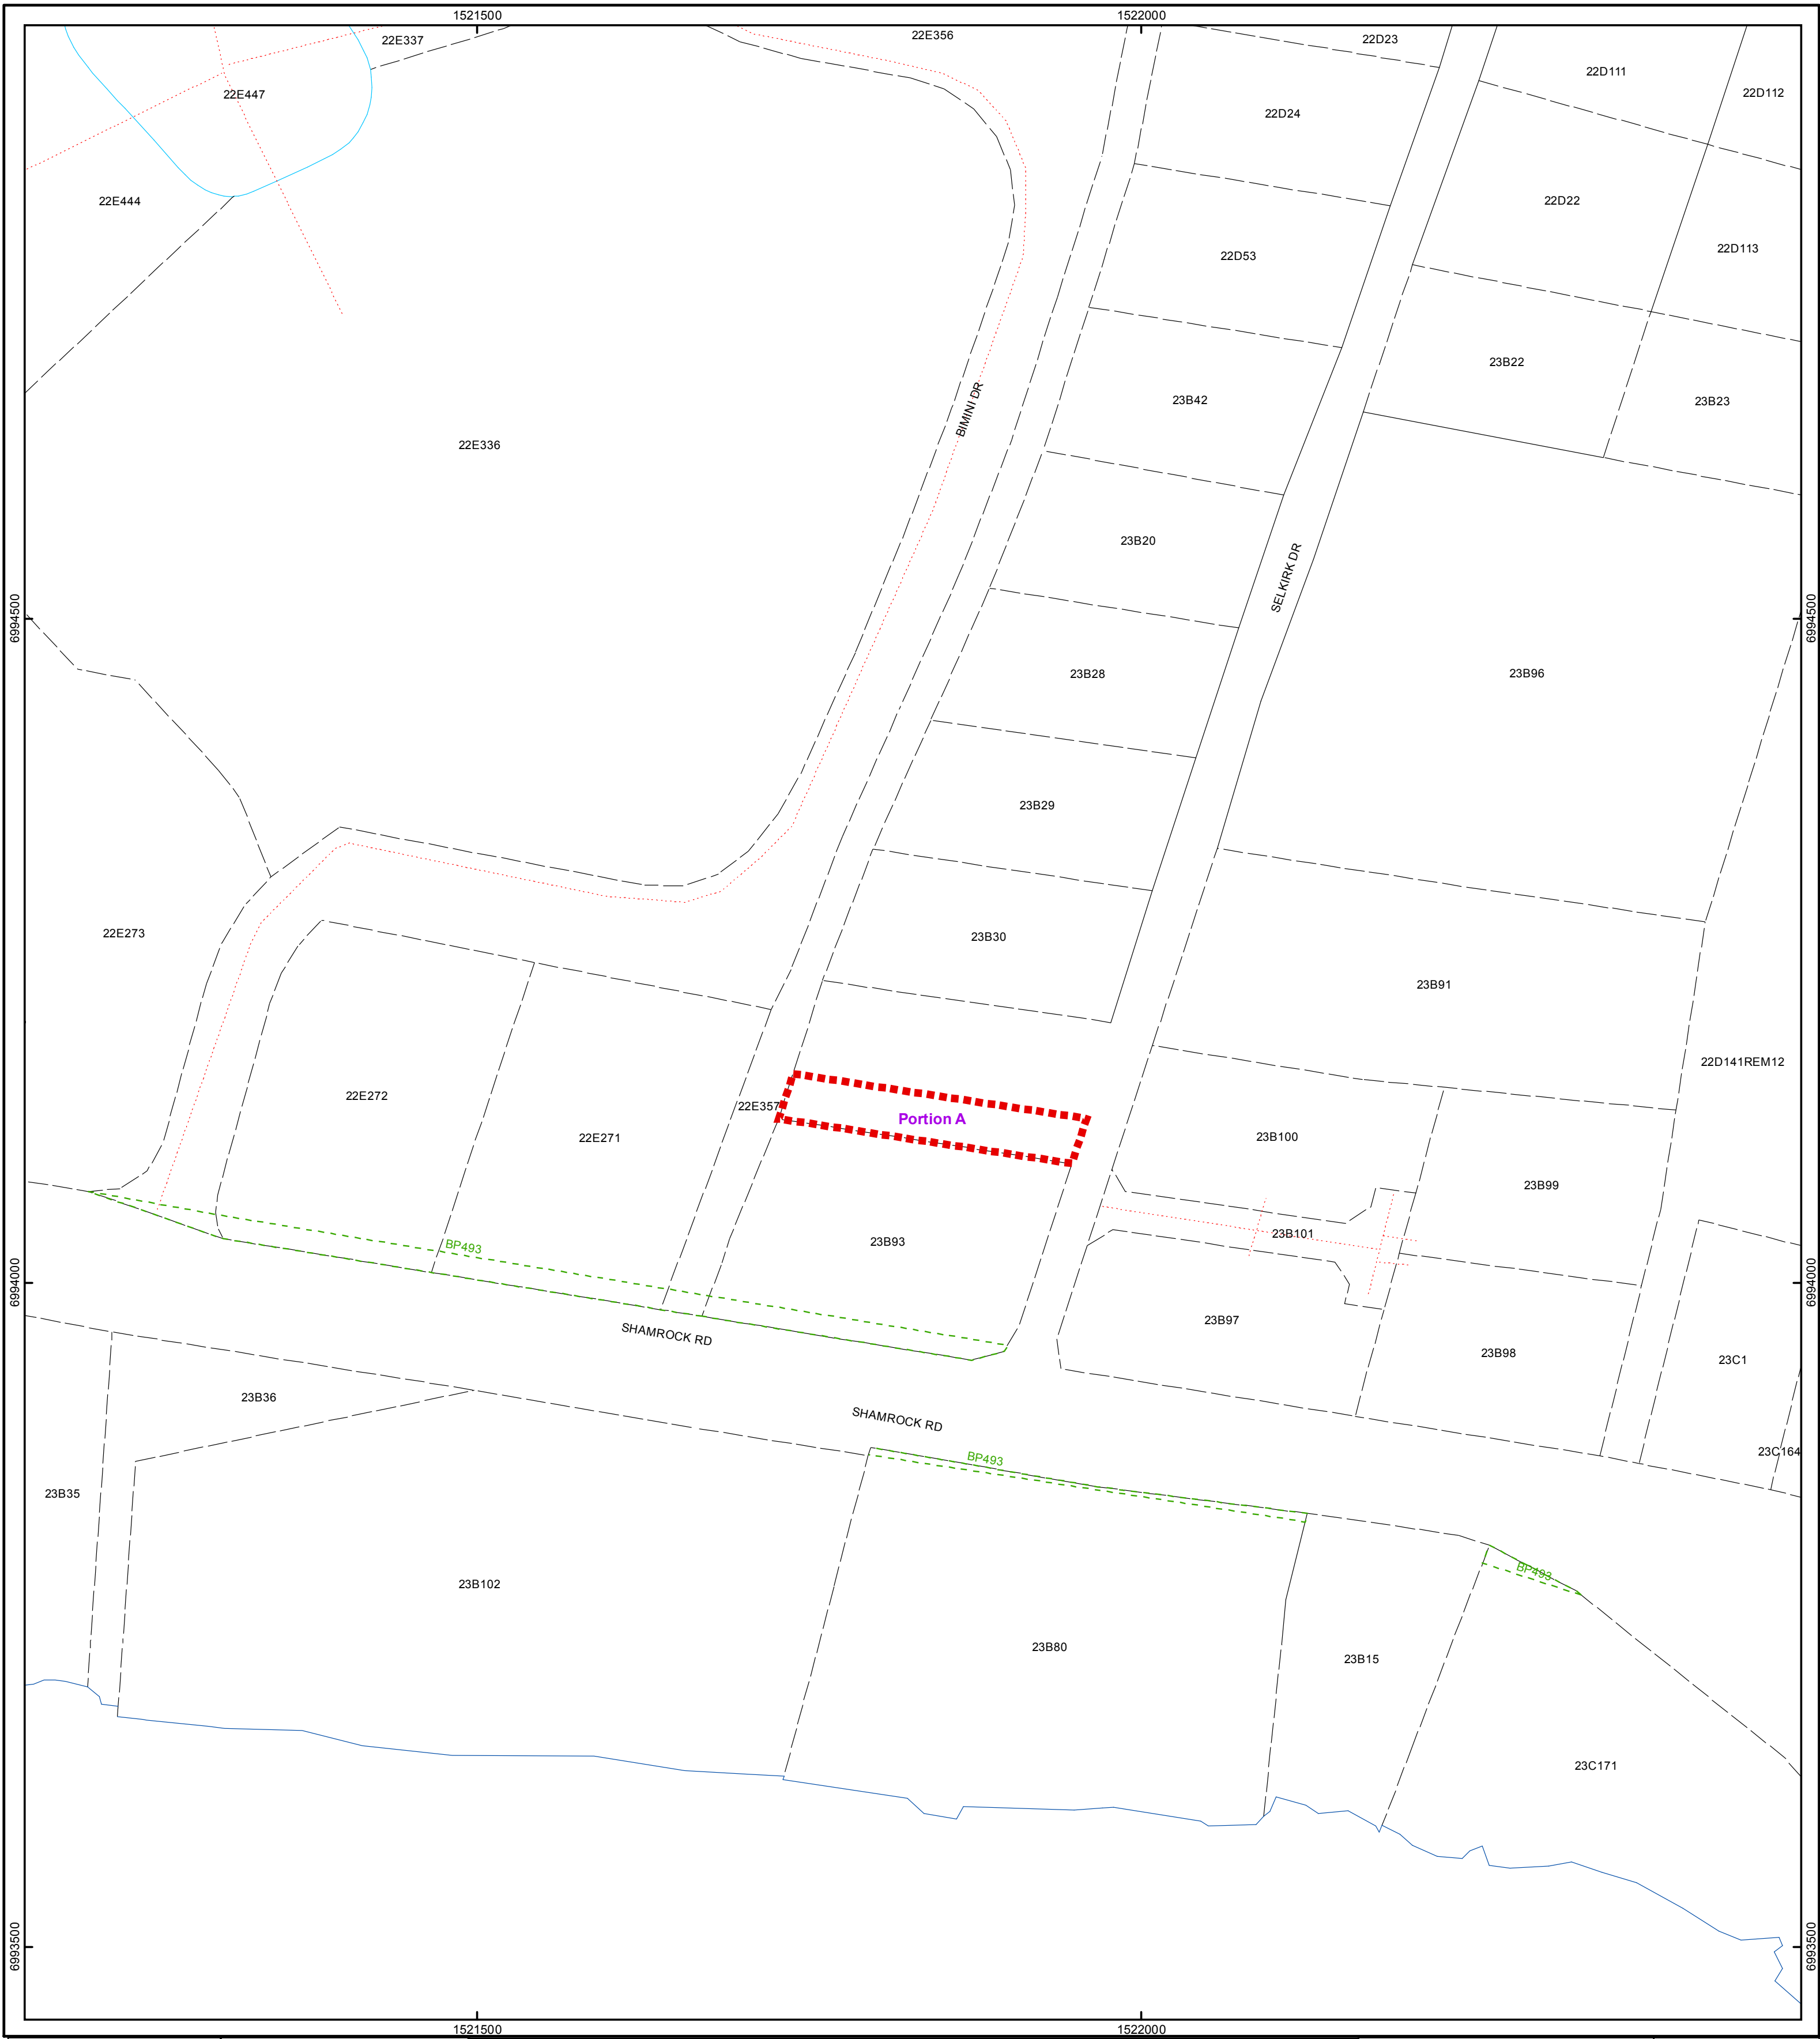 1521500
1522000
22E337
22E356
22D23
22D111
22D112
22E447
22D24
22E444
22D22
22D113
22D53
23B22
23B42
23B23
BIMINI DR
22E336
23B20
SELKIRK DR
6994500
6994500
23B28
23B96
23B29
22E273
23B30
23B91
22D141REM12
22E272
22E357
Portion A
22E271
23B100
23B99
23B93
23B101
BP493
6994000
6994000
23B97
SHAMROCK RD
23B98
23C1
23B36
SHAMROCK RD
23C164
BP493
23B35
BP493
23B102
23B80
23B15
23C171
6993500
6993500
1521500
1522000